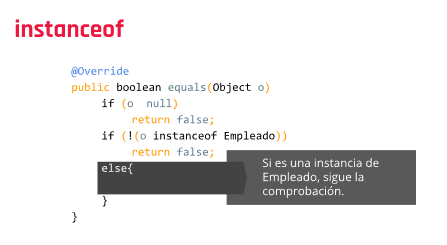 instanceof
@Override
public boolean equals(Object o)
if (o  null)
return false;
if (!(o instanceof Empleado))
return false;
else{
Si es una instancia de
Empleado, sigue la
comprobación.
}
}